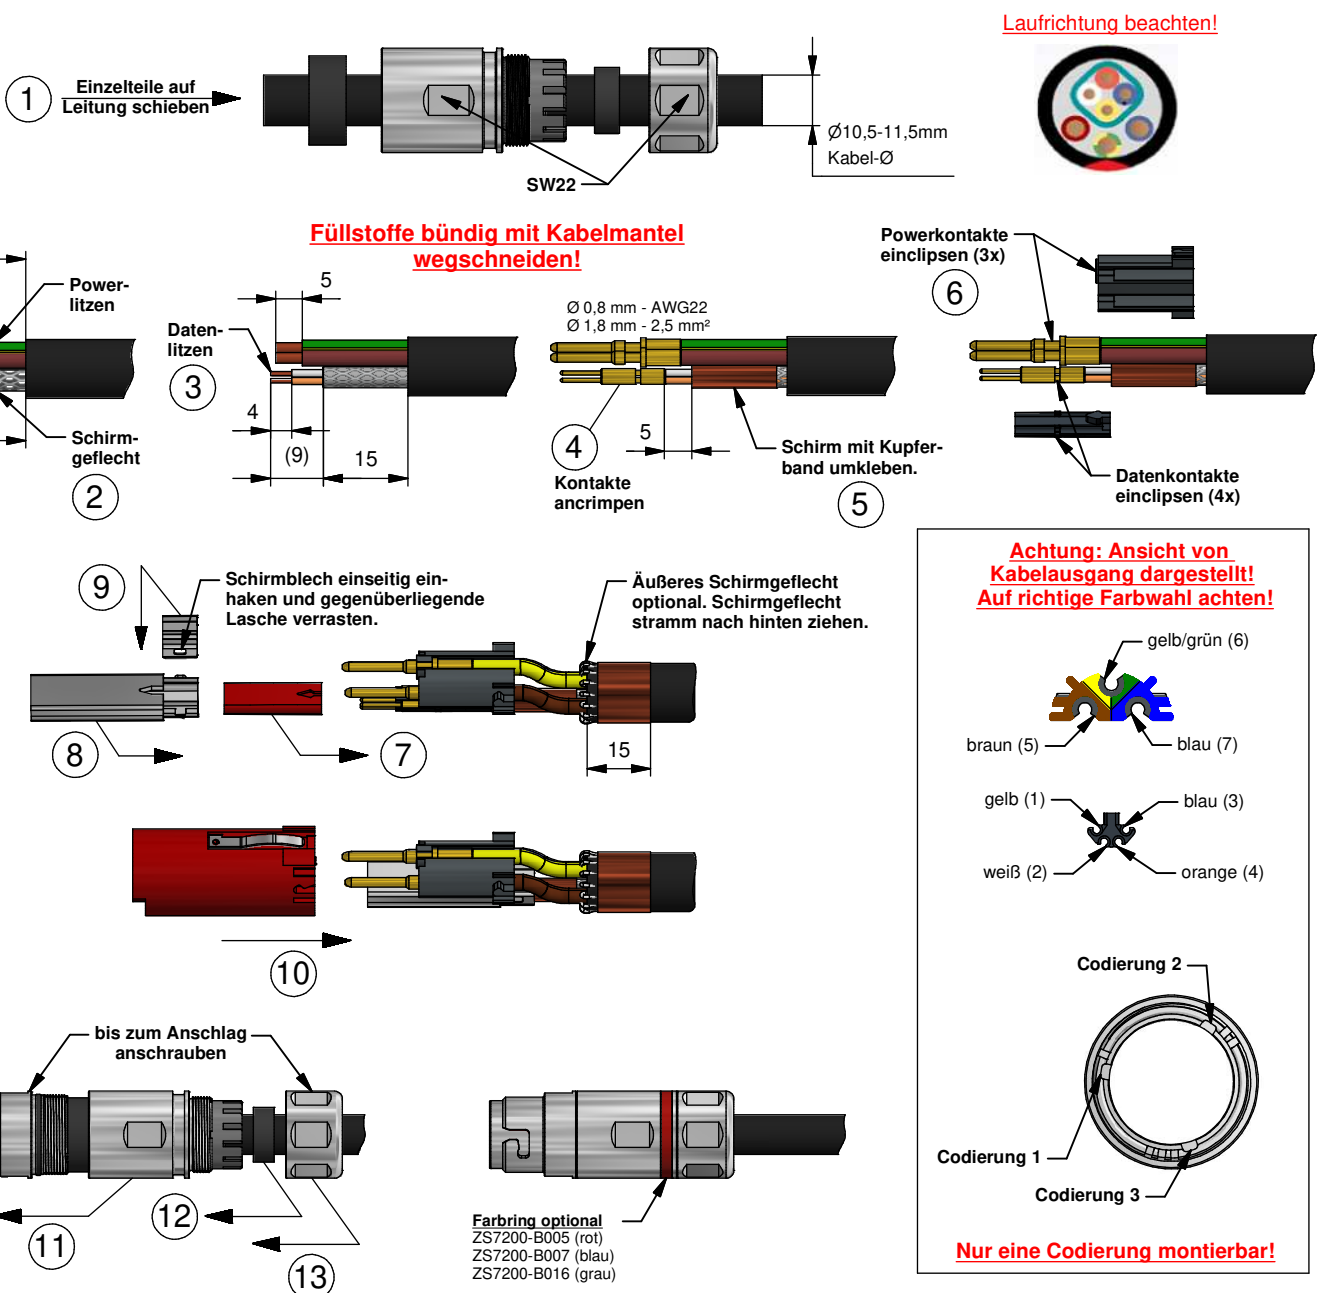 Laufrichtung beachten!
1
Einzelteile auf
Leitung schieben
SW22
Ø10,5-11,5mm
Kabel-Ø
Füllstoffe bündig mit Kabelmantel
wegschneiden!
Power-
litzen
Schirm-
geflecht
2
Daten-
litzen
3
5
4
(9)
15
Ø 0,8 mm - AWG22
Ø 1,8 mm - 2,5 mm²
4
Kontakte
ancrimpen
5
Schirm mit Kupfer-
band umkleben.
5
Powerkontakte
einclipsen (3x)
6
Datenkontakte
einclipsen (4x)
9
Schirmblech einseitig ein-
haken und gegenüberliegende
Lasche verrasten.
Äußeres Schirmgeflecht
optional. Schirmgeflecht
stramm nach hinten ziehen.
8
7
15
10
Achtung: Ansicht von
Kabelausgang dargestellt!
Auf richtige Farbwahl achten!
gelb/grün (6)
braun (5)
blau (7)
gelb (1)
blau (3)
weiß (2)
orange (4)
Codierung 2
Codierung 1
Codierung 3
Nur eine Codierung montierbar!
bis zum Anschlag
anschrauben
11
12
13
Farbring optional
ZS7200-B005 (rot)
ZS7200-B007 (blau)
ZS7200-B016 (grau)